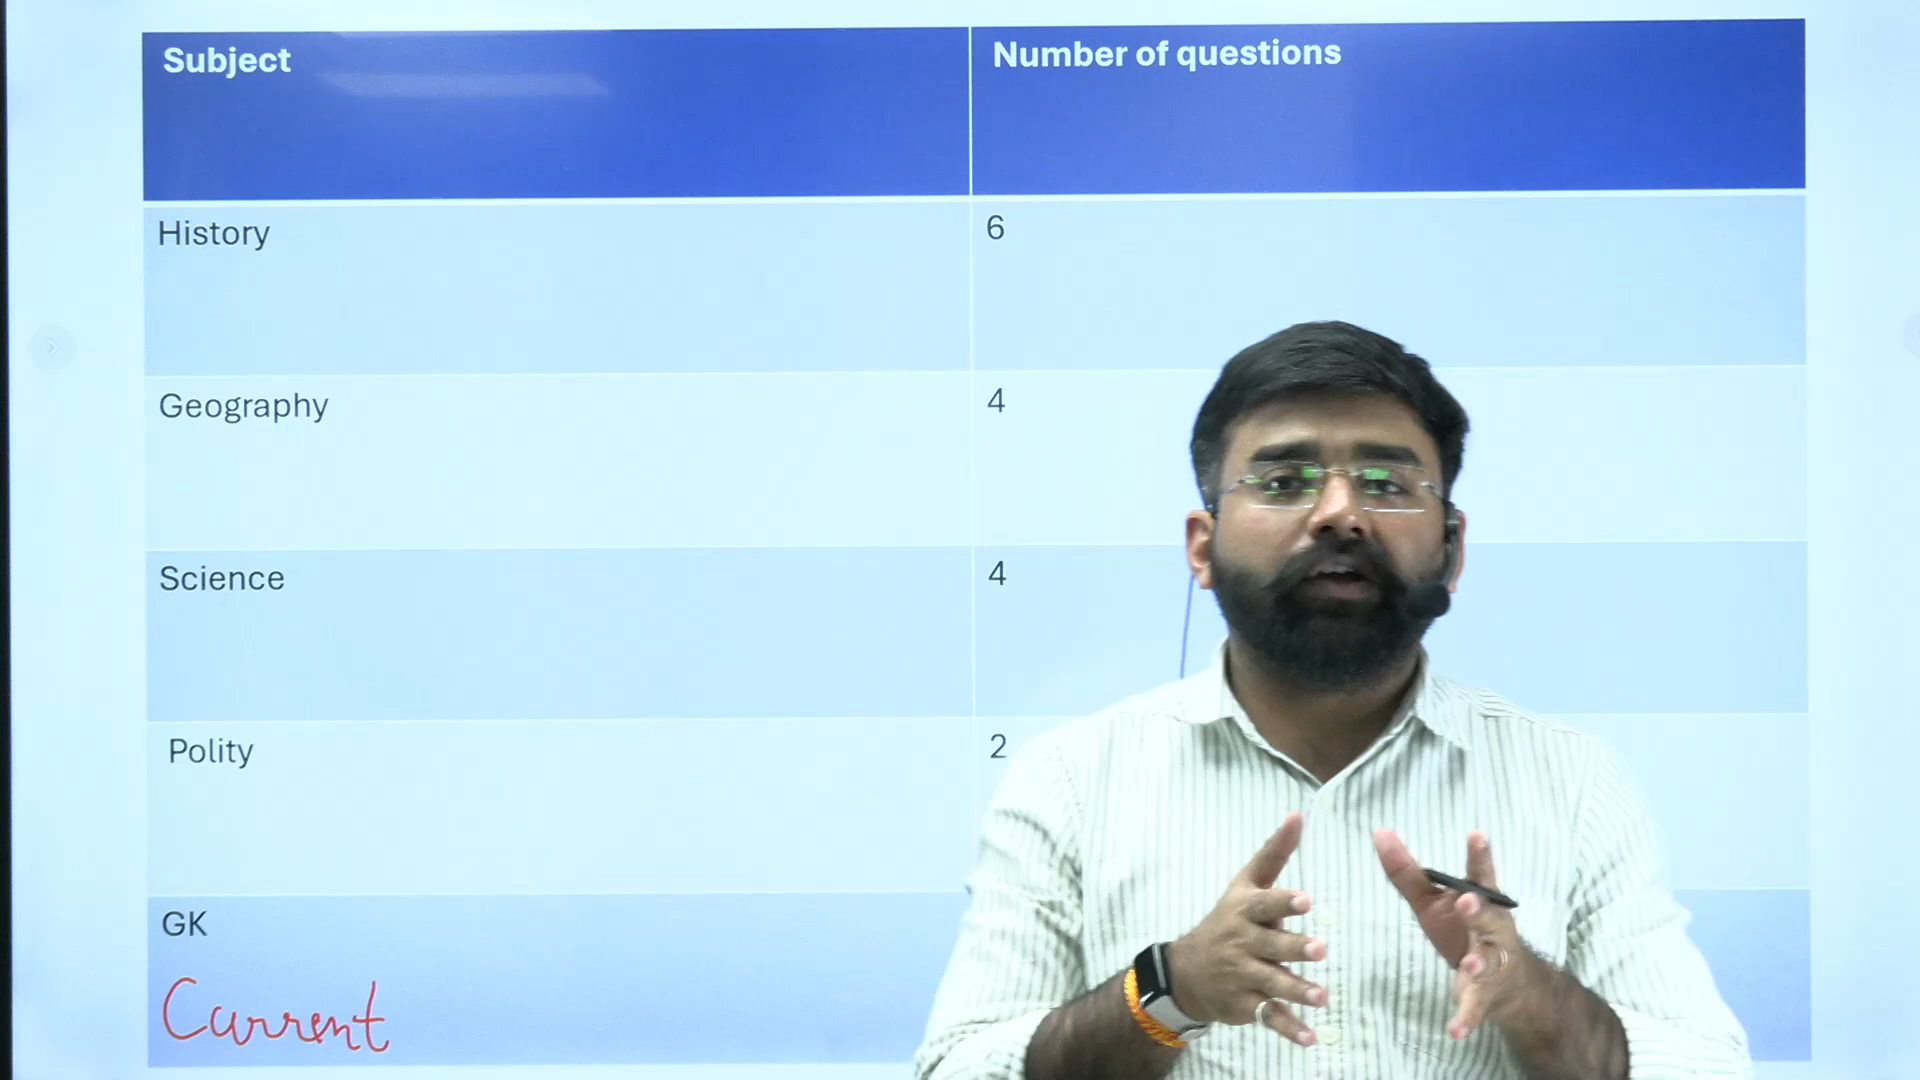 Subject Number of questions
History 6
Geography 4
Science 4
Polity 2
GK
Current